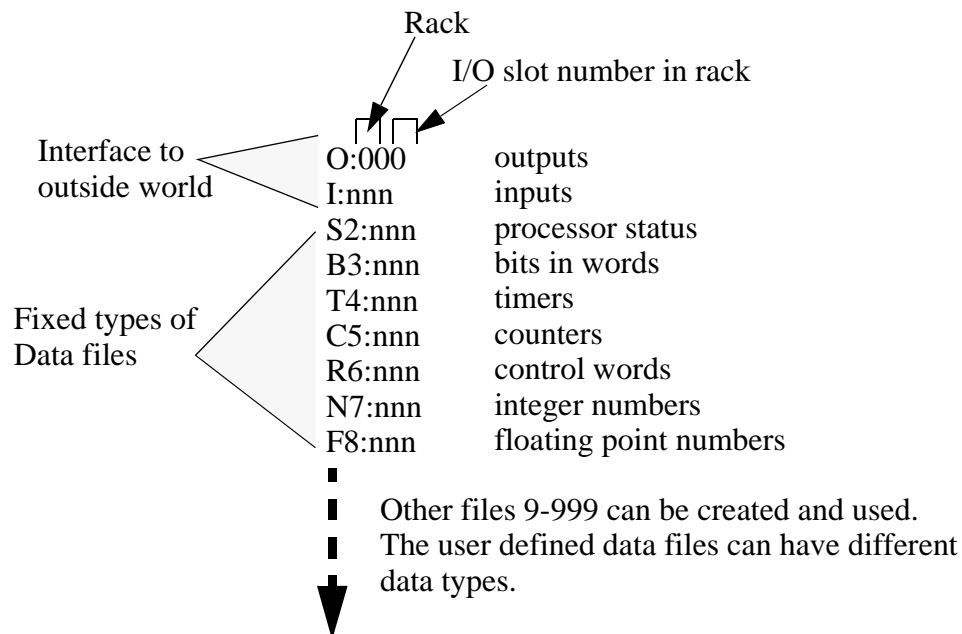 Rack
I/O slot number in rack
Interface to
outside world
O:000 outputs
I:nnn inputs
S2:nnn processor status
B3:nnn bits in words
T4:nnn timers
Fixed types of
Data files
C5:nnn counters
R6:nnn control words
N7:nnn integer numbers
F8:nnn floating point numbers
Other files 9-999 can be created and used.
The user defined data files can have different
data types.